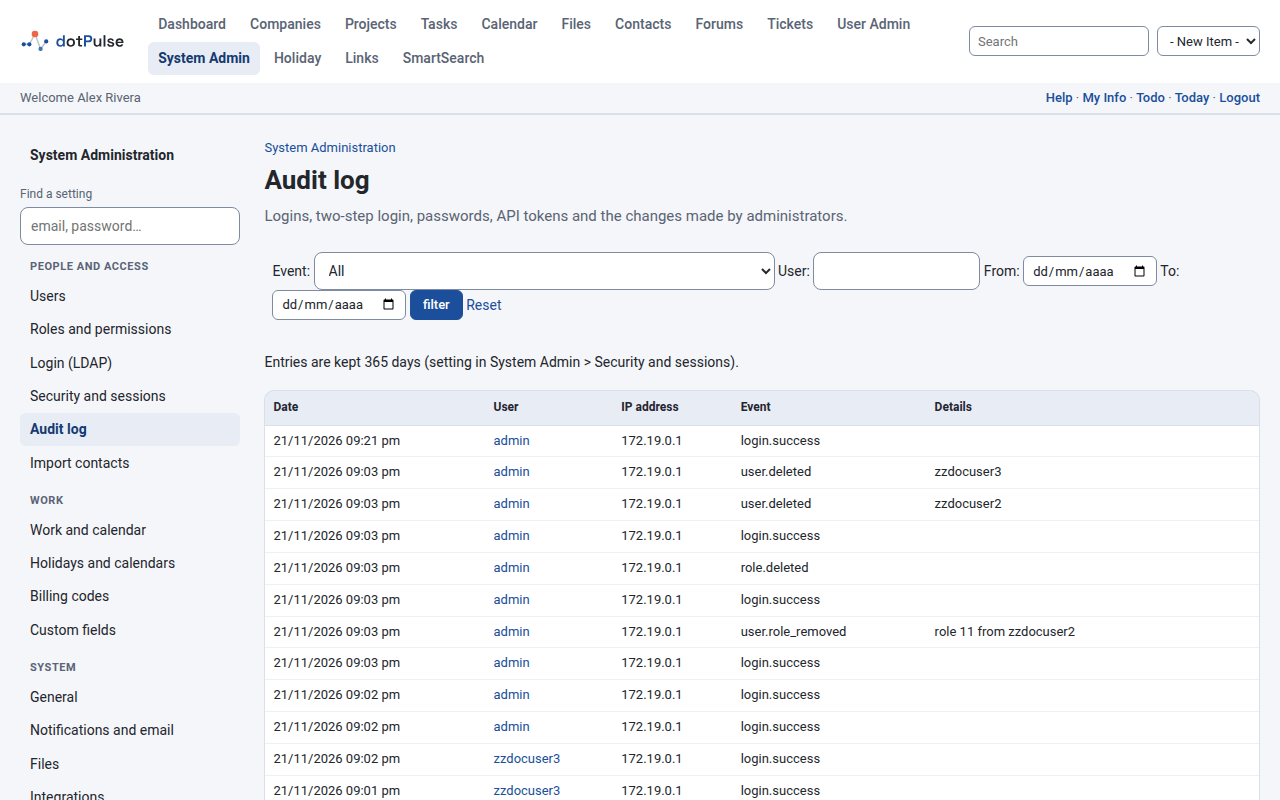 dotPulse
Dashboard Companies Projects Tasks Calendar Files Contacts Forums Tickets User Admin
System Admin Holiday Links SmartSearch
Search
- New Item -
Welcome Alex Rivera
Help · My Info · Todo · Today · Logout
System Administration
Find a setting
email, password...
PEOPLE AND ACCESS
Users
Roles and permissions
Login (LDAP)
Security and sessions
Audit log
Import contacts
WORK
Work and calendar
Holidays and calendars
Billing codes
Custom fields
SYSTEM
General
Notifications and email
Files
Integrations
System Administration
Audit log
Logins, two-step login, passwords, API tokens and the changes made by administrators.
Event: All User: From: dd/mm/aaaa To:
dd/mm/aaaa filter Reset
Entries are kept 365 days (setting in System Admin > Security and sessions).
Date User IP address Event Details
21/11/2026 09:21 pm admin 172.19.0.1 login.success
21/11/2026 09:03 pm admin 172.19.0.1 user.deleted zzdocuser3
21/11/2026 09:03 pm admin 172.19.0.1 user.deleted zzdocuser2
21/11/2026 09:03 pm admin 172.19.0.1 login.success
21/11/2026 09:03 pm admin 172.19.0.1 role.deleted
21/11/2026 09:03 pm admin 172.19.0.1 login.success
21/11/2026 09:03 pm admin 172.19.0.1 user.role_removed role 11 from zzdocuser2
21/11/2026 09:03 pm admin 172.19.0.1 login.success
21/11/2026 09:02 pm admin 172.19.0.1 login.success
21/11/2026 09:02 pm admin 172.19.0.1 login.success
21/11/2026 09:02 pm zzdocuser3 172.19.0.1 login.success
21/11/2026 09:01 pm zzdocuser3 172.19.0.1 login.success